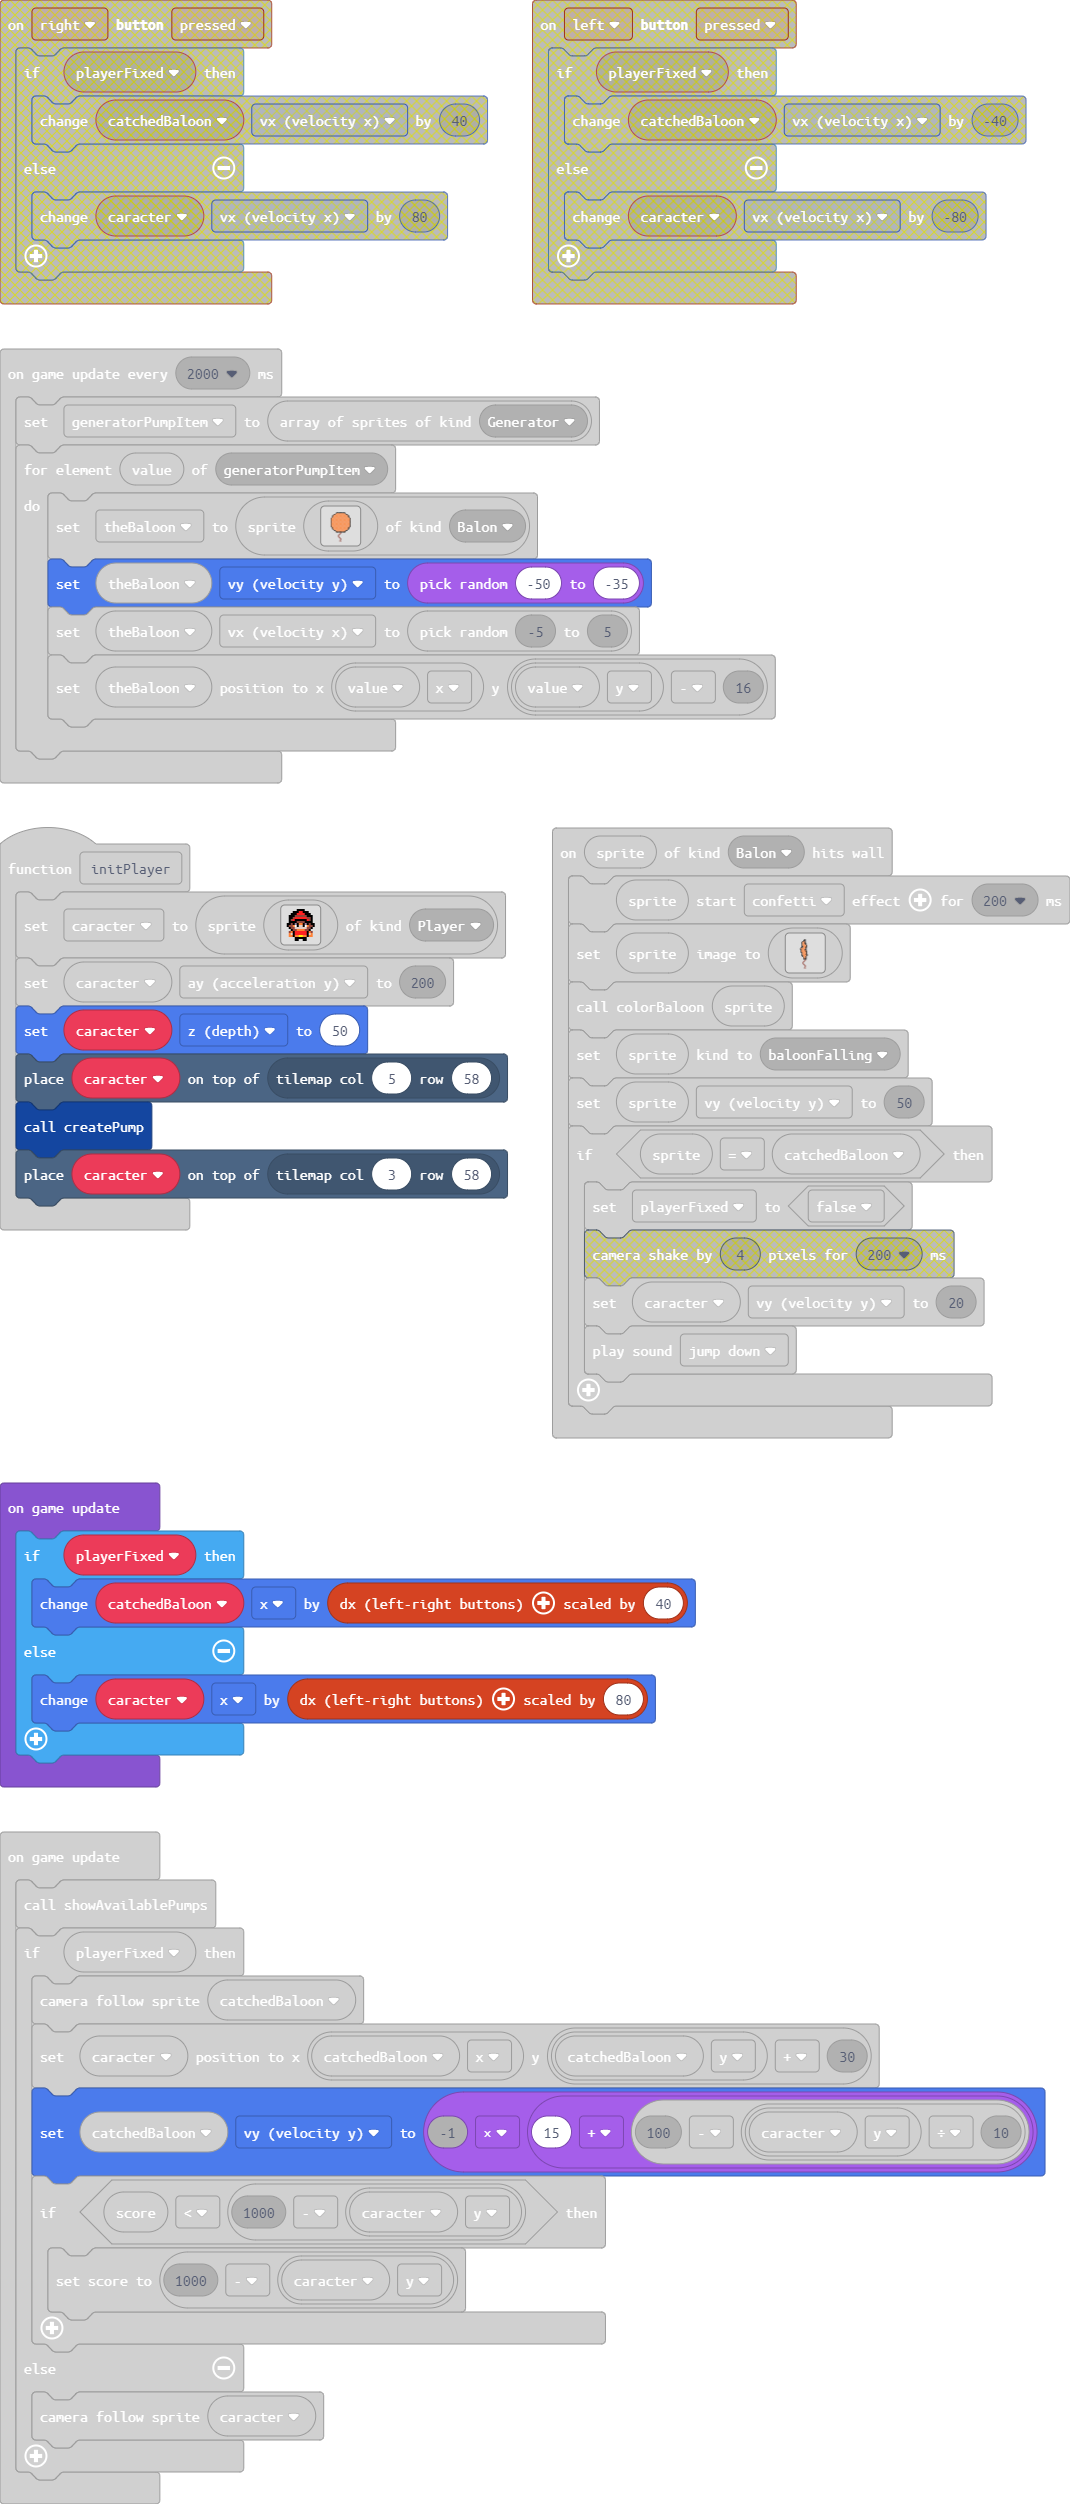 on right button pressed
if playerFixed then
change catchedBaloon vx (velocity x) by 40
else
change caracter vx (velocity x) by 80
on left button pressed
if playerFixed then
change catchedBaloon vx (velocity x) by -40
else
change caracter vx (velocity x) by -80
on game update every 2000 ms
set generatorPumpItem to array of sprites of kind Generator
for element value of generatorPumpItem
do
set theBaloon to sprite of kind Balon
set theBaloon vy (velocity y) to pick random -50 to -35
set theBaloon vx (velocity x) to pick random -5 to 5
set theBaloon position to x value x y value y - 16
function initPlayer
set caracter to sprite of kind Player
set caracter ay (acceleration y) to 200
set caracter z (depth) to 50
place caracter on top of tilemap col 5 row 58
call createPump
place caracter on top of tilemap col 3 row 58
on sprite of kind Balon hits wall
sprite start confetti effect for 200 ms
set sprite image to
call colorBaloon sprite
set sprite kind to baloonFalling
set sprite vy (velocity y) to 50
if sprite = catchedBaloon then
set playerFixed to false
camera shake by 4 pixels for 200 ms
set caracter vy (velocity y) to 20
play sound jump down
on game update
if playerFixed then
change catchedBaloon x by dx (left-right buttons) scaled by 40
else
change caracter x by dx (left-right buttons) scaled by 80
on game update
call showAvailablePumps
if playerFixed then
camera follow sprite catchedBaloon
set caracter position to x catchedBaloon x y catchedBaloon y + 30
set catchedBaloon vy (velocity y) to -1 x 15 + 100 - caracter y ÷ 10
if score < 1000 - caracter y then
set score to 1000 - caracter y
else
camera follow sprite caracter